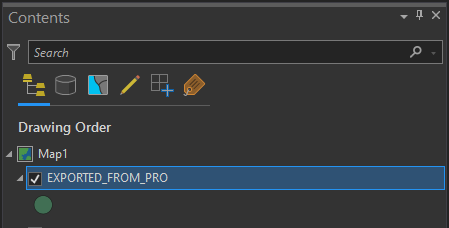 Contents
Search
Drawing Order
Map1
EXPORTED_FROM_PRO